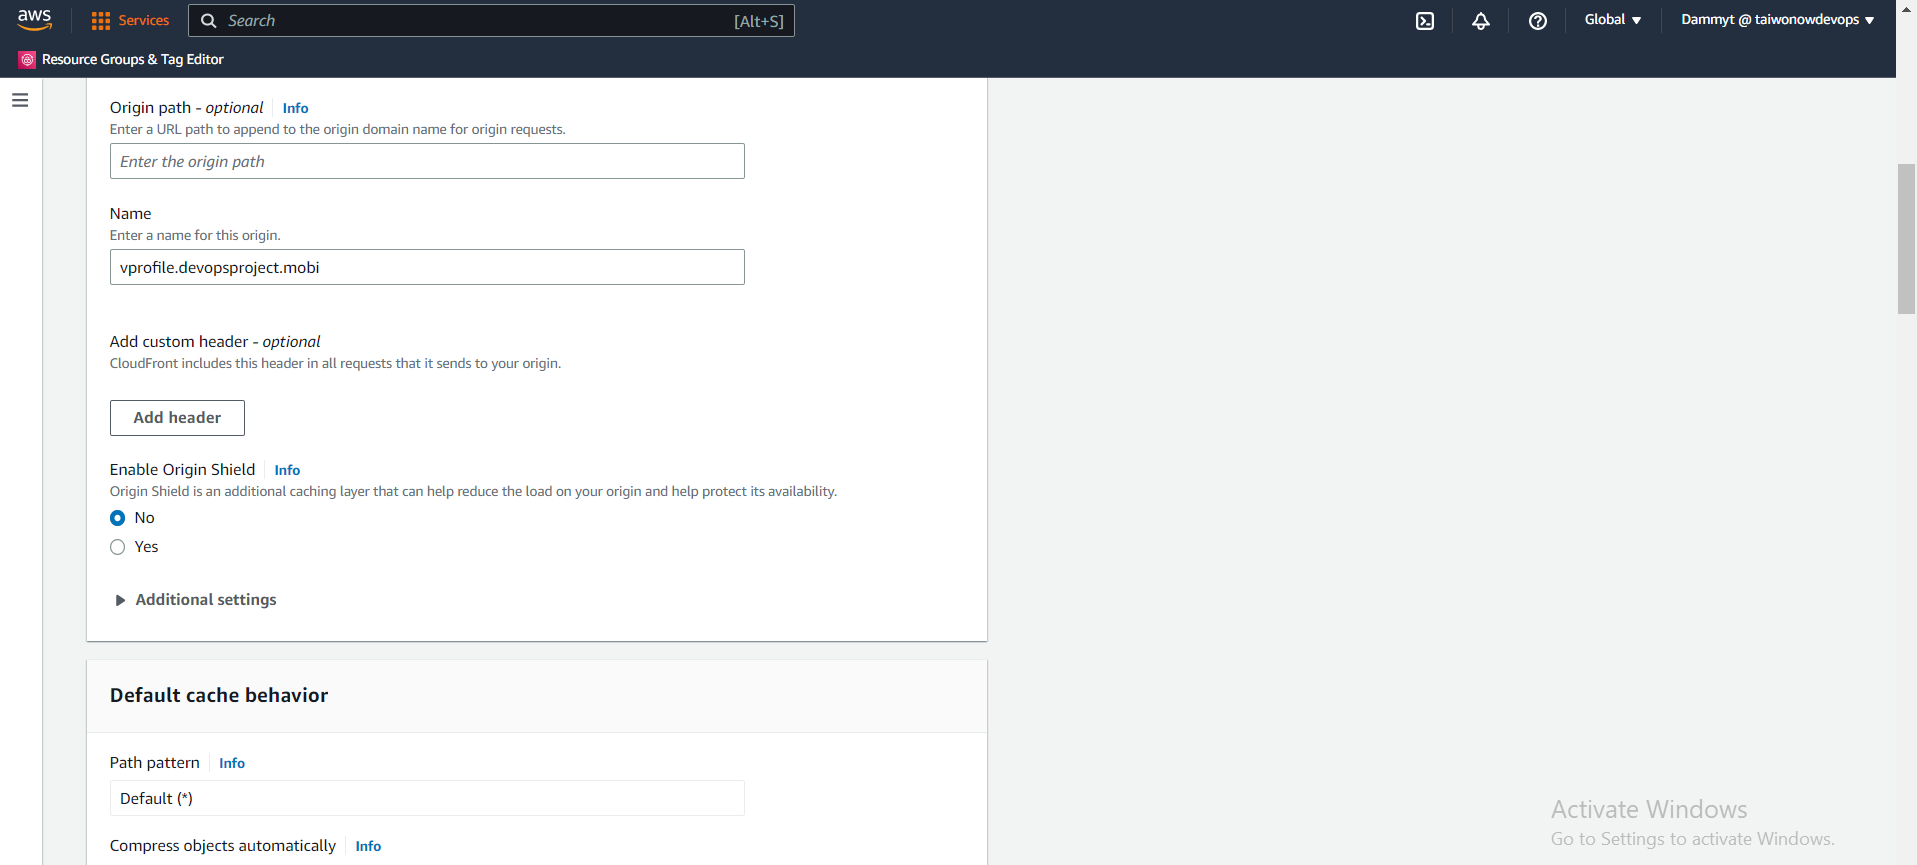 aws
Services
Search [Alt+S]
Global
Dammyt @ taiwonowdevops
Resource Groups & Tag Editor
Origin path - optional Info
Enter a URL path to append to the origin domain name for origin requests.
Enter the origin path
Name
Enter a name for this origin.
vprofile.devopsproject.mobi
Add custom header - optional
CloudFront includes this header in all requests that it sends to your origin.
Add header
Enable Origin Shield Info
Origin Shield is an additional caching layer that can help reduce the load on your origin and help protect its availability.
No
Yes
Additional settings
Default cache behavior
Path pattern Info
Default (*)
Compress objects automatically Info
Activate Windows
Go to Settings to activate Windows.